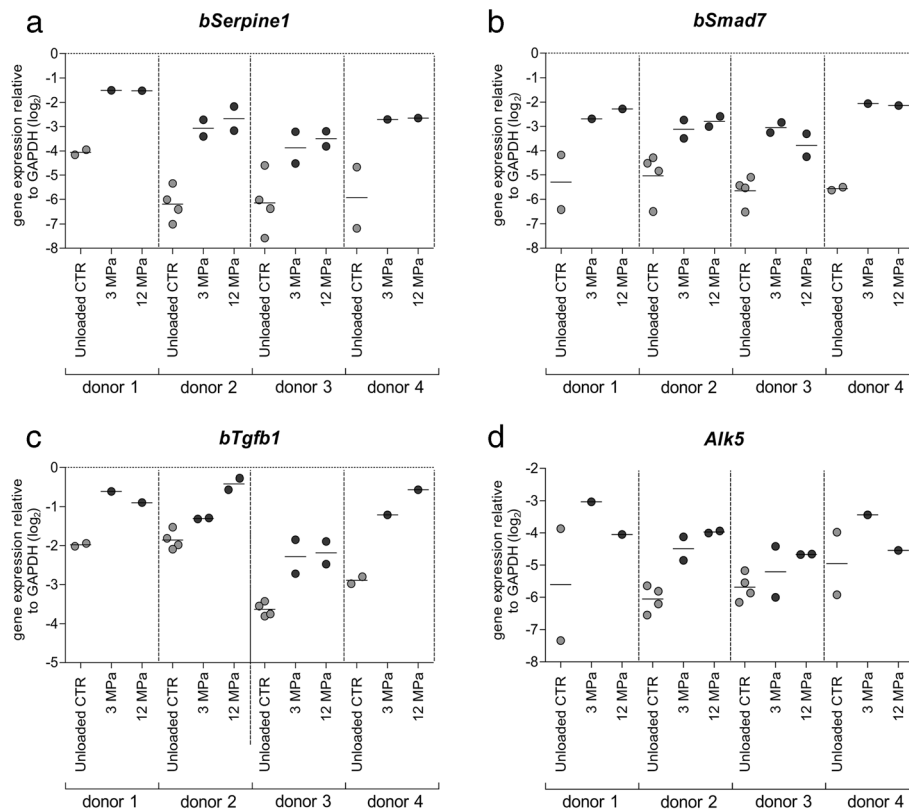 a
bSerpine1
gene expression relative
to GAPDH (log2)
0
-1
-2
-3
-4
-5
-6
-7
-8
Unloaded CTR
3 MPa
12 MPa
Unloaded CTR
3 MPa
12 MPa
Unloaded CTR
3 MPa
12 MPa
Unloaded CTR
3 MPa
12 MPa
donor 1
donor 2
donor 3
donor 4
b
bSmad7
gene expression relative
to GAPDH (log2)
0
-1
-2
-3
-4
-5
-6
-7
-8
Unloaded CTR
3 MPa
12 MPa
Unloaded CTR
3 MPa
12 MPa
Unloaded CTR
3 MPa
12 MPa
Unloaded CTR
3 MPa
12 MPa
donor 1
donor 2
donor 3
donor 4
c
bTgfb1
gene expression relative
to GAPDH (log2)
0
-1
-2
-3
-4
-5
Unloaded CTR
3 MPa
12 MPa
Unloaded CTR
3 MPa
12 MPa
Unloaded CTR
3 MPa
12 MPa
Unloaded CTR
3 MPa
12 MPa
donor 1
donor 2
donor 3
donor 4
d
Alk5
gene expression relative
to GAPDH (log2)
-2
-3
-4
-5
-6
-7
-8
Unloaded CTR
3 MPa
12 MPa
Unloaded CTR
3 MPa
12 MPa
Unloaded CTR
3 MPa
12 MPa
Unloaded CTR
3 MPa
12 MPa
donor 1
donor 2
donor 3
donor 4